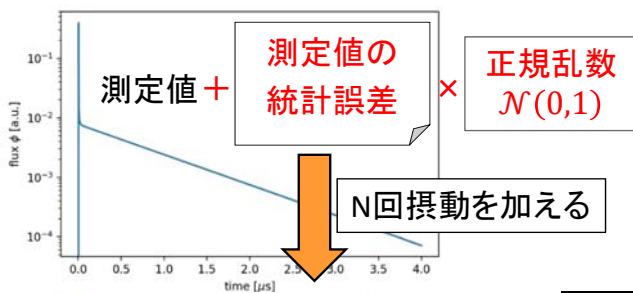 測定値+
測定値の
統計誤差
×
正規乱数
𝒩(0,1)
N回摂動を加える
flux ϕ [a.u.]
10⁻¹
10⁻²
10⁻³
10⁻⁴
0.0 0.5 1.0 1.5 2.0 2.5 3.0 3.5 4.0
time [μs]